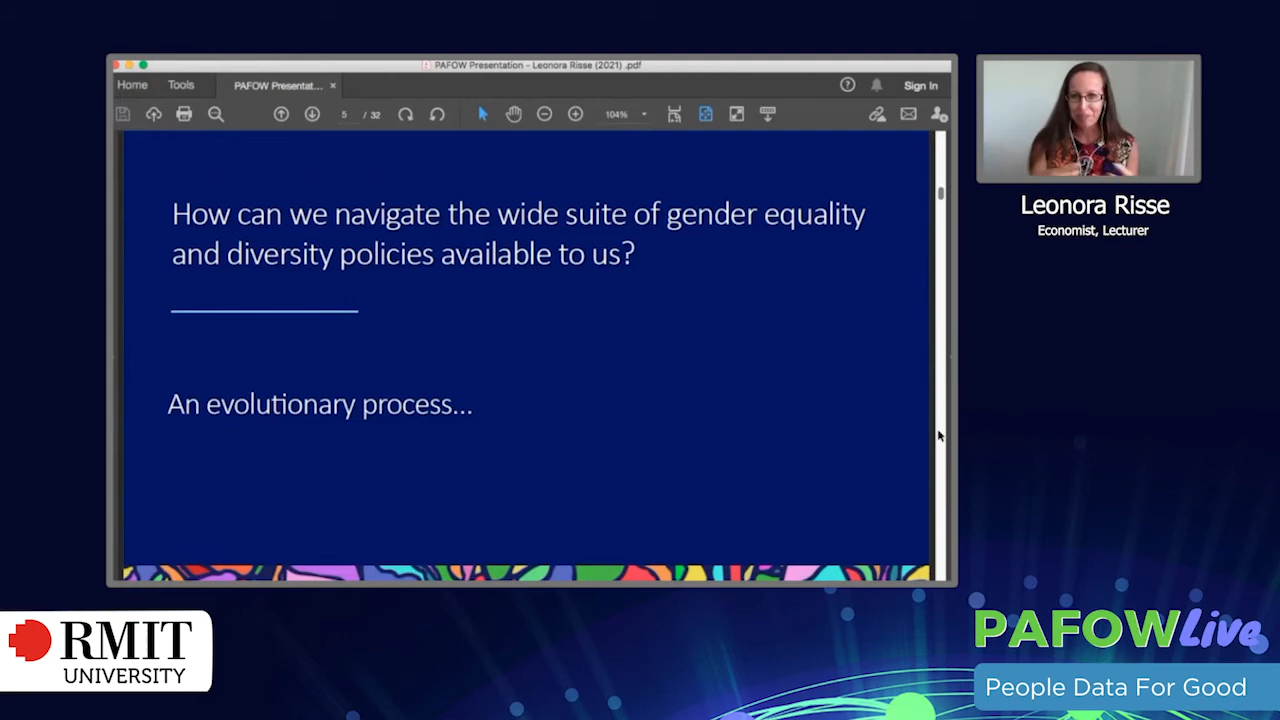 PAFOW Presentation - Leonora Risse (2021) .pdf
Home
Tools
PAFOW Presentat...
Sign In
5 / 32
104%
How can we navigate the wide suite of gender equality
and diversity policies available to us?
An evolutionary process...
Leonora Risse
Economist, Lecturer
RMIT
UNIVERSITY
PAFOWLive
People Data For Good